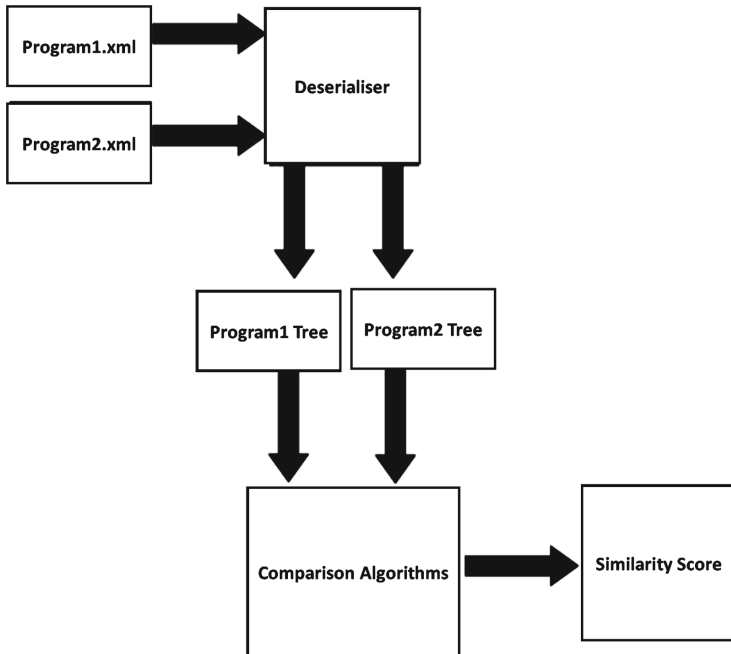 Program1.xml
Deserialiser
Program2.xml
Program1 Tree
Program2 Tree
Comparison Algorithms
Similarity Score